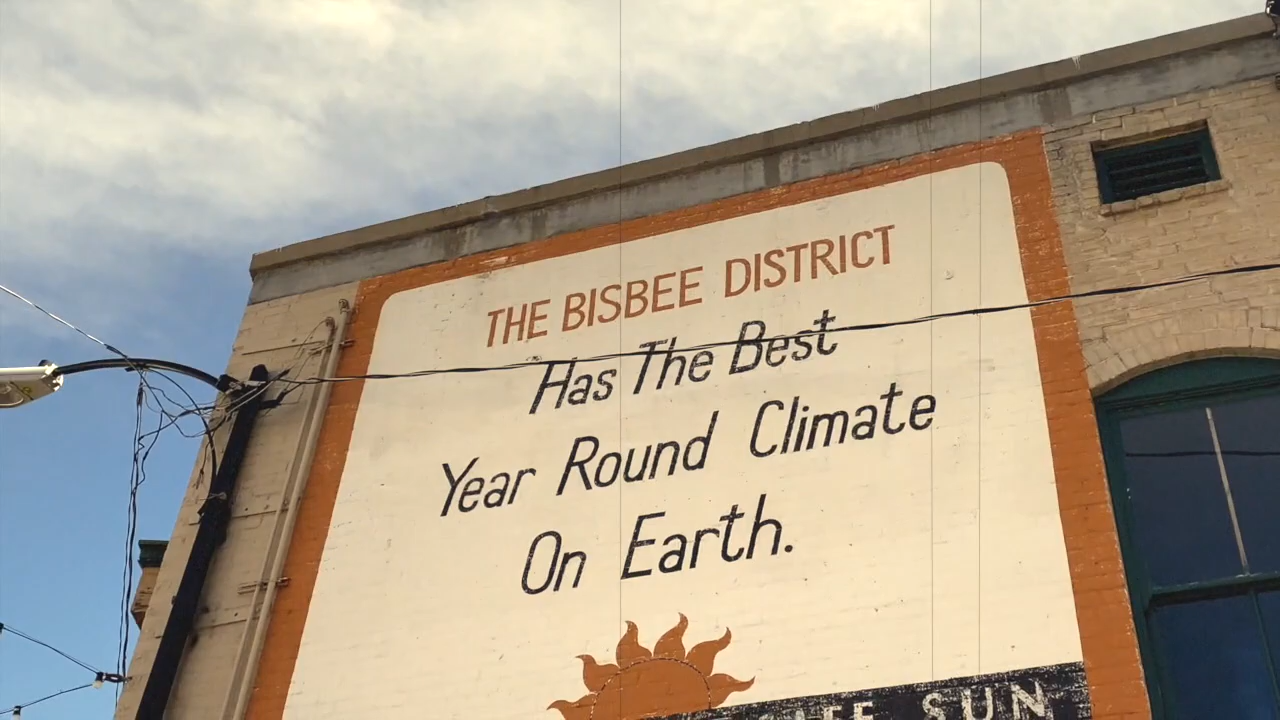 THE BISBEE DISTRICT
Has The Best
Year Round Climate
On Earth.
SUN